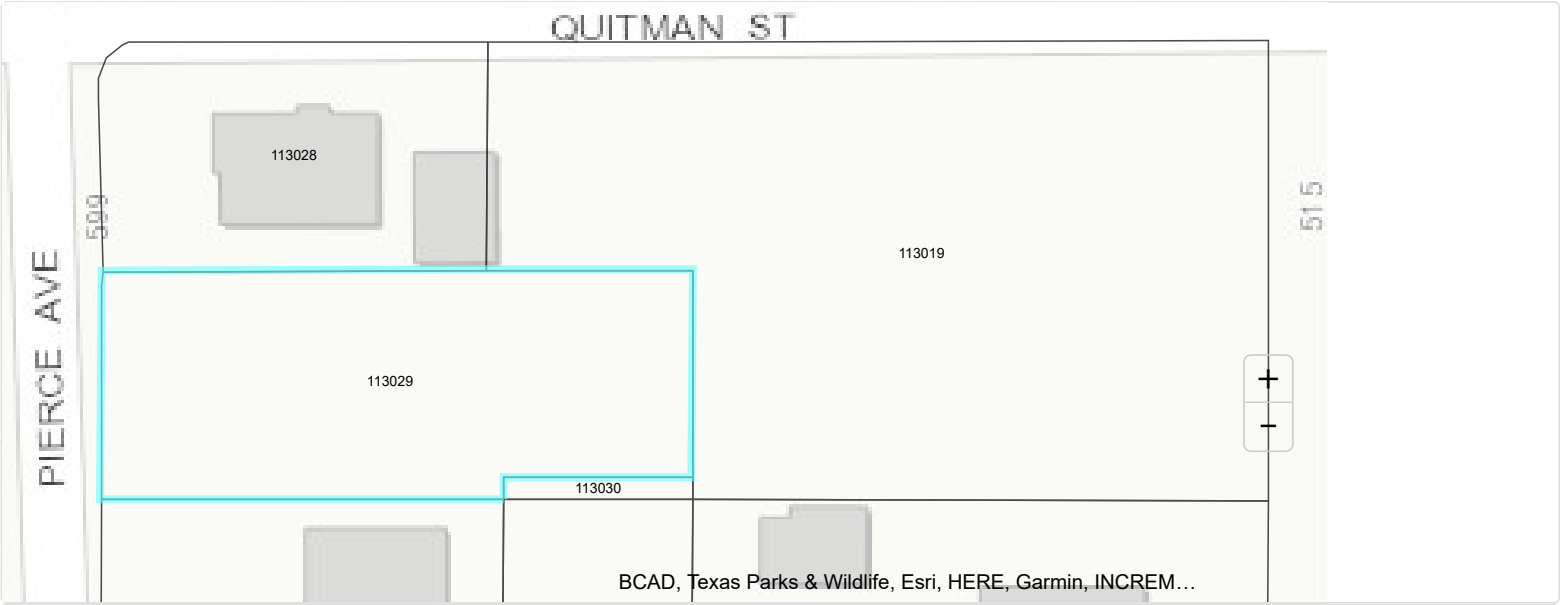 QUITMAN ST
113028
599
515
113019
PIERCE AVE
113029
+
-
113030
BCAD, Texas Parks & Wildlife, Esri, HERE, Garmin, INCREM…